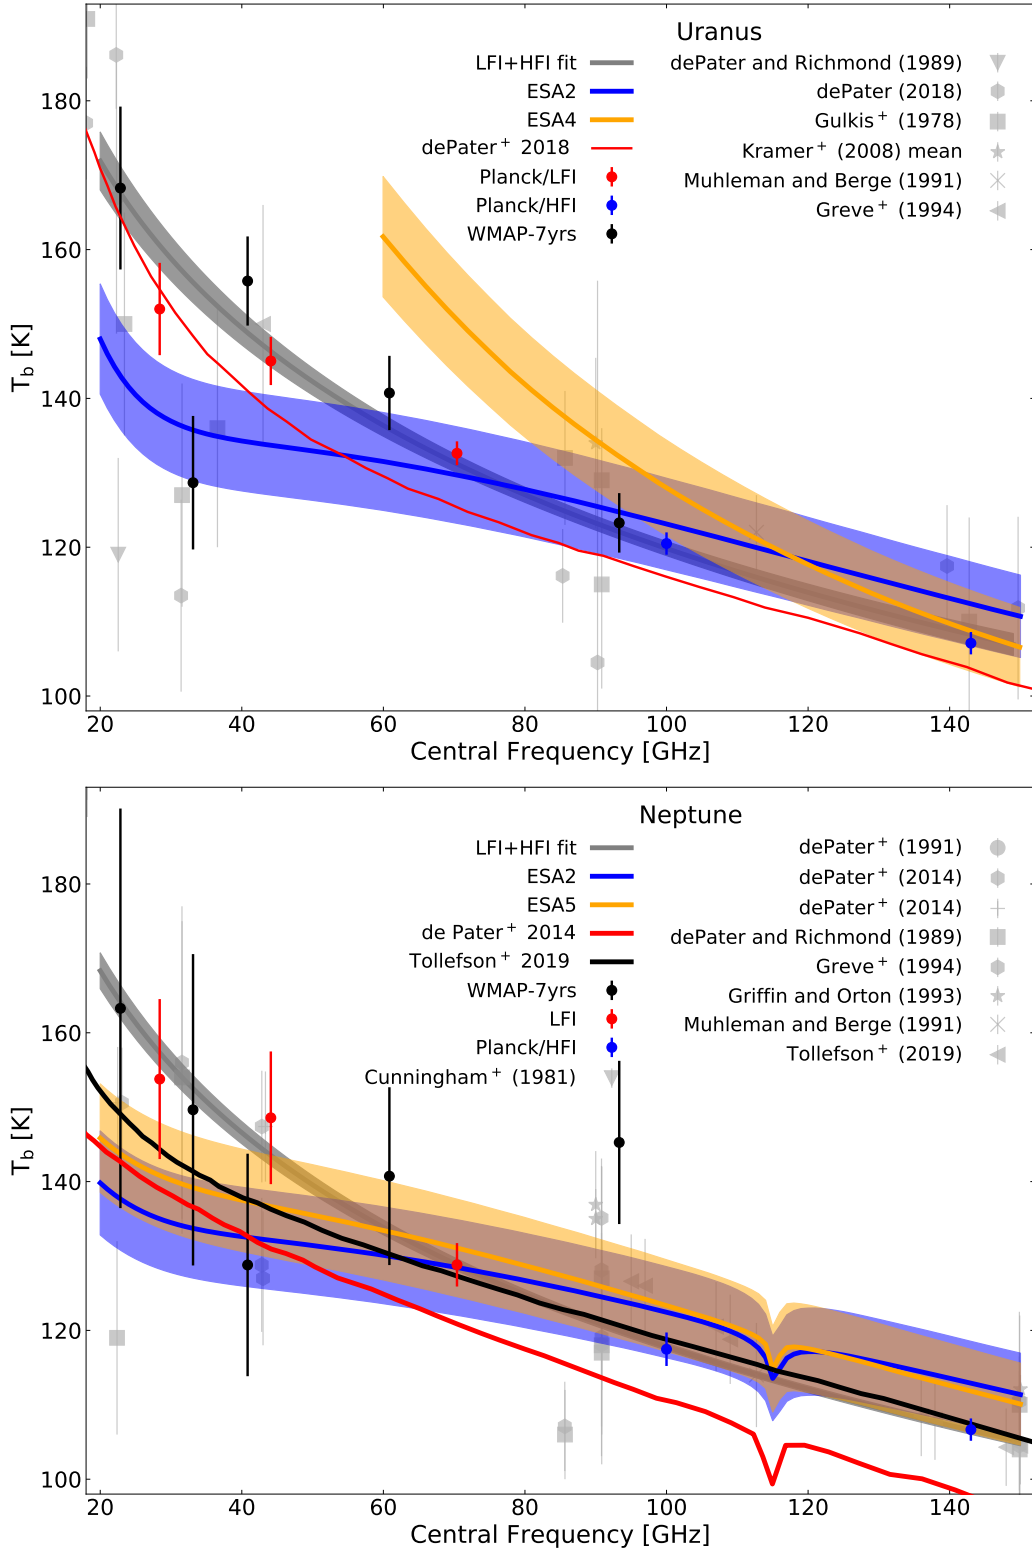 Uranus
LFI+HFI fit
ESA2
ESA4
dePater⁺ 2018
Planck/LFI
Planck/HFI
WMAP-7yrs
dePater and Richmond (1989)
dePater (2018)
Gulkis⁺ (1978)
Kramer⁺ (2008) mean
Muhleman and Berge (1991)
Greve⁺ (1994)
180
160
140
120
100
T_b [K]
20 40 60 80 100 120 140
Central Frequency [GHz]
Neptune
LFI+HFI fit
ESA2
ESA5
de Pater⁺ 2014
Tollefson⁺ 2019
WMAP-7yrs
LFI
Planck/HFI
Cunningham⁺ (1981)
dePater⁺ (1991)
dePater⁺ (2014)
dePater⁺ (2014)
dePater and Richmond (1989)
Greve⁺ (1994)
Griffin and Orton (1993)
Muhleman and Berge (1991)
Tollefson⁺ (2019)
180
160
140
120
100
T_b [K]
20 40 60 80 100 120 140
Central Frequency [GHz]